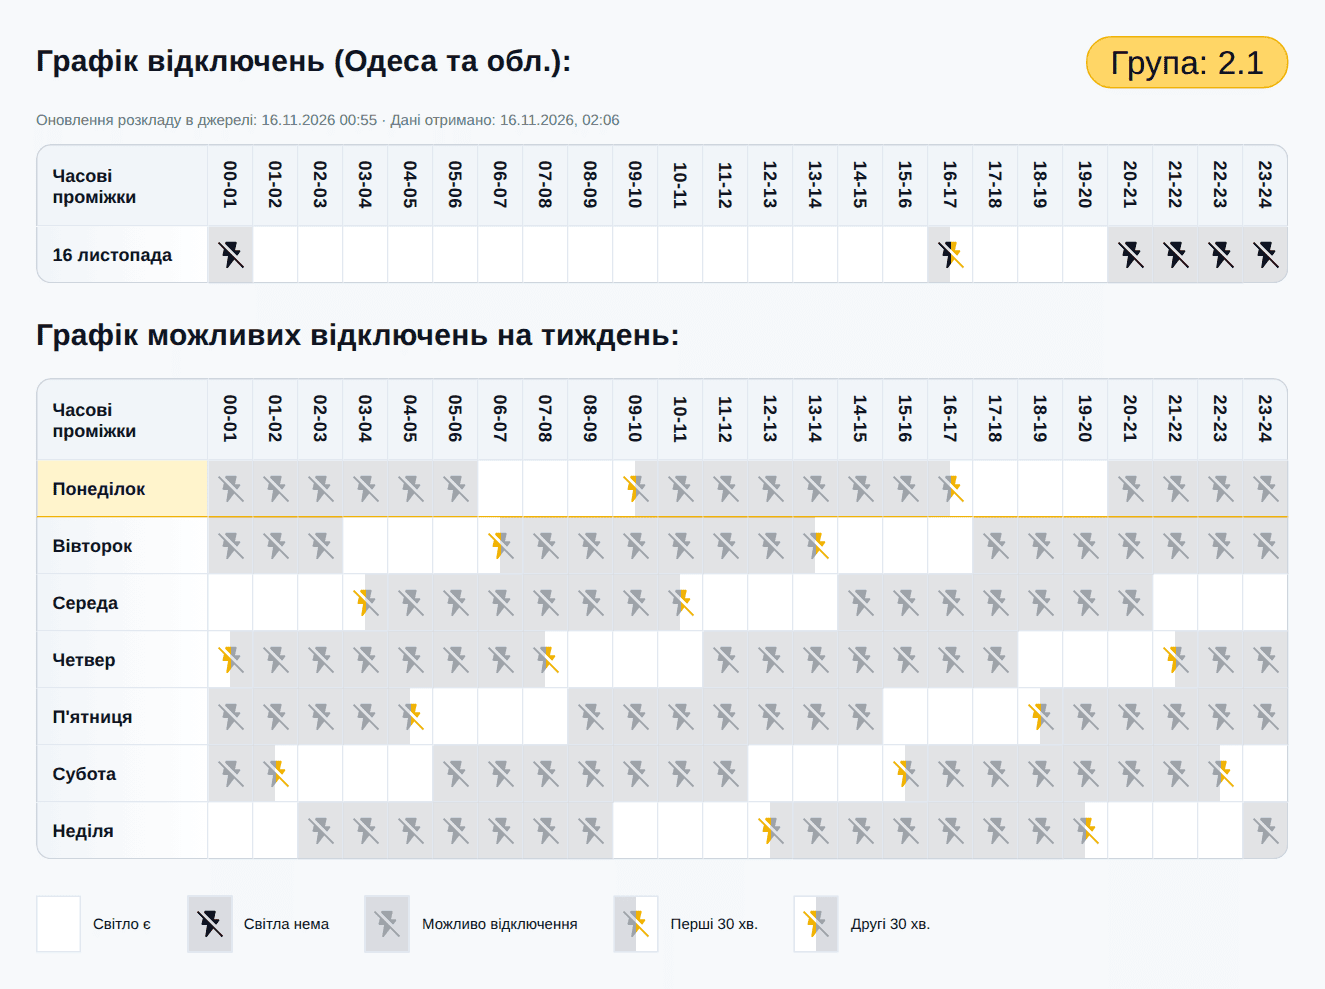 Графік відключень (Одеса та обл.):
Група: 2.1
Оновлення розкладу в джерелі: 16.11.2026 00:55 · Дані отримано: 16.11.2026, 02:06
Часові
проміжки
00-01 01-02 02-03 03-04 04-05 05-06 06-07 07-08 08-09 09-10 10-11 11-12 12-13 13-14 14-15 15-16 16-17 17-18 18-19 19-20 20-21 21-22 22-23 23-24
16 листопада
Графік можливих відключень на тиждень:
Часові
проміжки
00-01 01-02 02-03 03-04 04-05 05-06 06-07 07-08 08-09 09-10 10-11 11-12 12-13 13-14 14-15 15-16 16-17 17-18 18-19 19-20 20-21 21-22 22-23 23-24
Понеділок
Вівторок
Середа
Четвер
П'ятниця
Субота
Неділя
Світло є
Світла нема
Можливо відключення
Перші 30 хв.
Другі 30 хв.